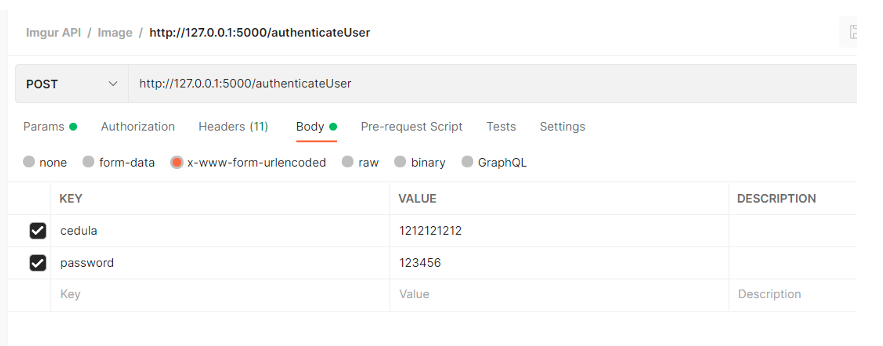 Imgur API / Image / http://127.0.0.1:5000/authenticateUser
POST http://127.0.0.1:5000/authenticateUser
Params Authorization Headers (11) Body Pre-request Script Tests Settings
none form-data x-www-form-urlencoded raw binary GraphQL
KEY VALUE DESCRIPTION
cedula 1212121212
password 123456
Key Value Description